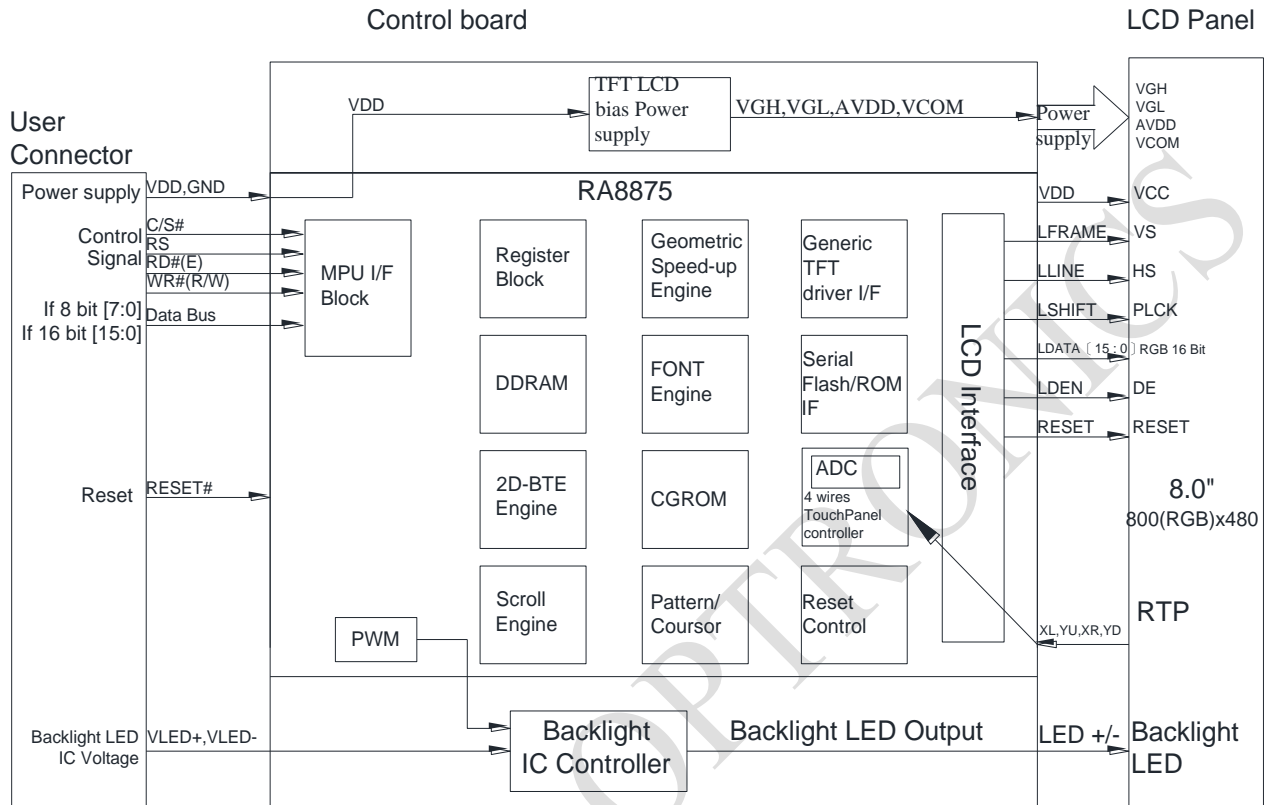 Control board
LCD Panel
User
Connector
Power supply
VDD,GND
Control
Signal
C/S#
RS
RD#(E)
WR#(R/W)
If 8 bit [7:0]
If 16 bit [15:0]
Data Bus
Reset
RESET#
Backlight LED
IC Voltage
VLED+,VLED-
VDD
TFT LCD
bias Power
supply
VGH,VGL,AVDD,VCOM
Power
supply
RA8875
MPU I/F
Block
Register
Block
Geometric
Speed-up
Engine
Generic
TFT
driver I/F
DDRAM
FONT
Engine
Serial
Flash/ROM
IF
2D-BTE
Engine
CGROM
ADC
4 wires
TouchPanel
controller
Scroll
Engine
Pattern/
Coursor
Reset
Control
PWM
LCD Interface
Backlight
IC Controller
Backlight LED Output
VDD
LFRAME
LLINE
LSHIFT
LDATA〔15:0〕RGB 16 Bit
LDEN
RESET
XL,YU,XR,YD
LED +/-
VGH
VGL
AVDD
VCOM
VCC
VS
HS
PLCK
DE
RESET
8.0"
800(RGB)x480
RTP
Backlight
LED
OPTRONICS